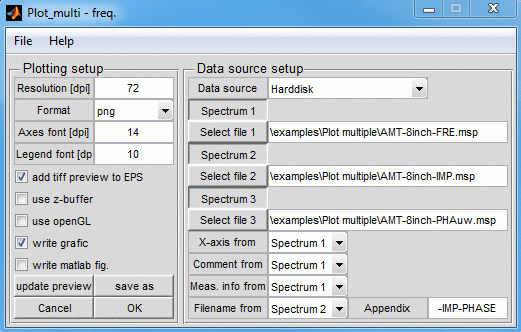 Plot_multi - freq.
File Help
Plotting setup
Resolution [dpi] 72
Format png
Axes font [dpi] 14
Legend font [dp 10
add tiff preview to EPS
use z-buffer
use openGL
write grafic
write matlab fig.
update preview save as
Cancel OK
Data source setup
Data source Harddisk
Spectrum 1
Select file 1 \examples\Plot multiple\AMT-8inch-FRE.msp
Spectrum 2
Select file 2 \examples\Plot multiple\AMT-8inch-IMP.msp
Spectrum 3
Select file 3 \examples\Plot multiple\AMT-8inch-PHAuw.msp
X-axis from Spectrum 1
Comment from Spectrum 1
Meas. info from Spectrum 1
Filename from Spectrum 2 Appendix -IMP-PHASE